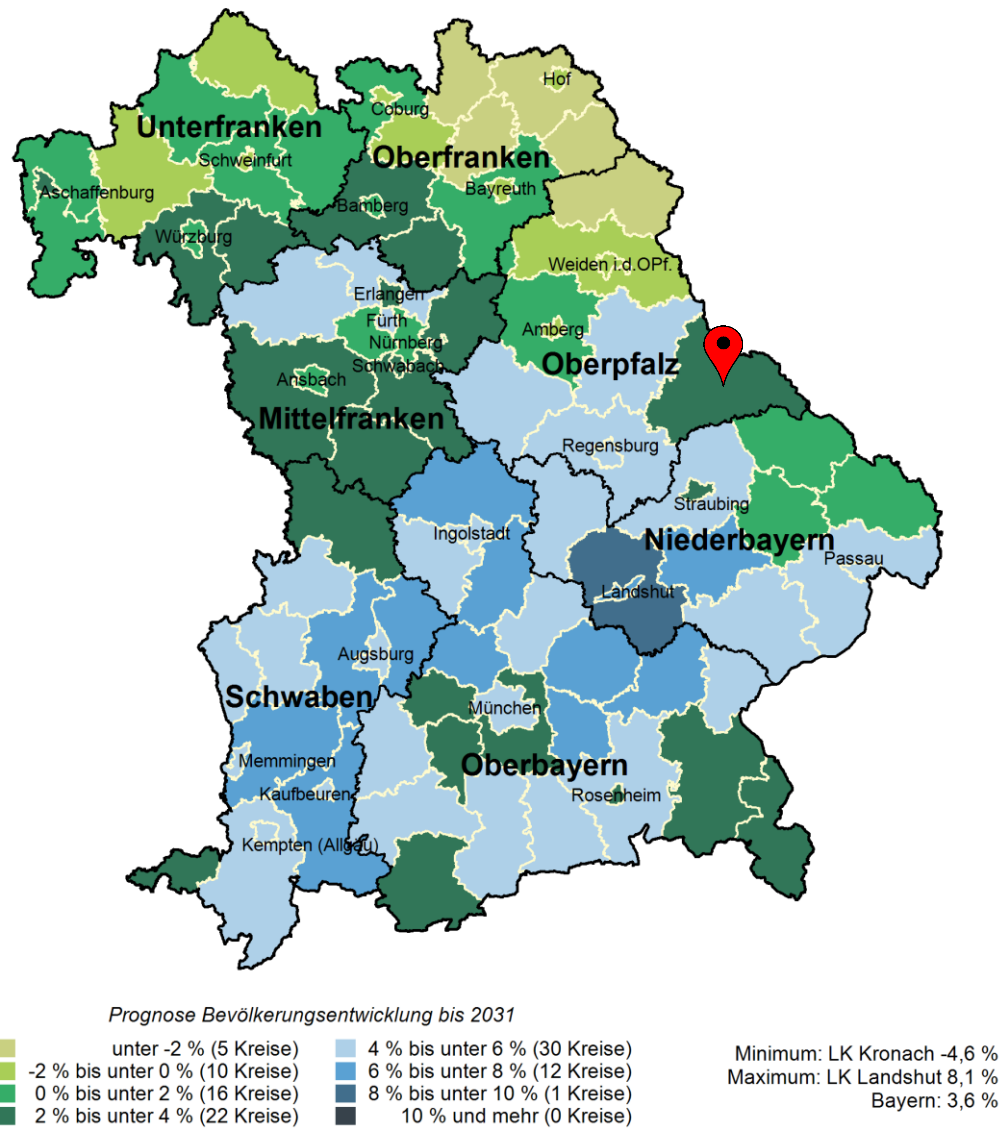 Hof
Coburg
Unterfranken
Oberfranken
Schweinfurt
Bayreuth
Aschaffenburg
Bamberg
Würzburg
Weiden i.d.OPf.
Erlangen
Fürth
Amberg
Nürnberg
Oberpfalz
Schwabach
Ansbach
Mittelfranken
Regensburg
Straubing
Ingolstadt
Niederbayern
Passau
Landshut
Augsburg
Schwaben
München
Memmingen
Oberbayern
Kaufbeuren
Rosenheim
Kempten (Allgäu)
Prognose Bevölkerungsentwicklung bis 2031
unter -2 % (5 Kreise)
-2 % bis unter 0 % (10 Kreise)
0 % bis unter 2 % (16 Kreise)
2 % bis unter 4 % (22 Kreise)
4 % bis unter 6 % (30 Kreise)
6 % bis unter 8 % (12 Kreise)
8 % bis unter 10 % (1 Kreise)
10 % und mehr (0 Kreise)
Minimum: LK Kronach -4,6 %
Maximum: LK Landshut 8,1 %
Bayern: 3,6 %